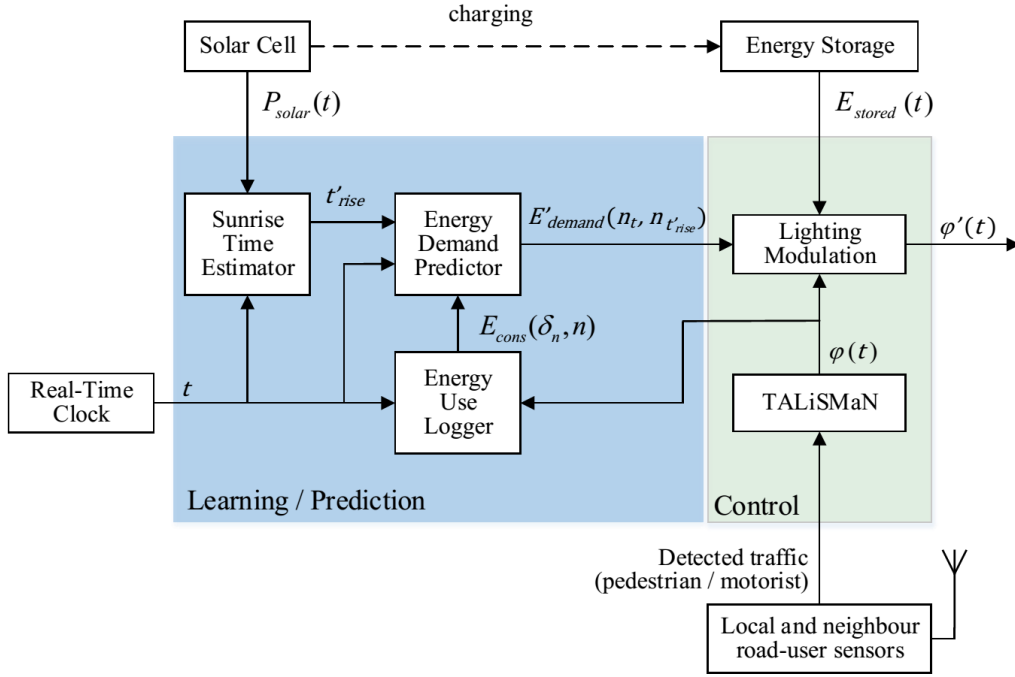 charging
Solar Cell
Energy Storage
P_solar(t)
E_stored (t)
t'_rise
Sunrise
Time
Estimator
Energy
Demand
Predictor
E'_demand(n_t, n_t'_rise)
Lighting
Modulation
φ'(t)
E_cons(δ_n, n)
φ(t)
Real-Time
Clock
t
Energy
Use
Logger
TALiSMaN
Learning / Prediction
Control
Detected traffic
(pedestrian / motorist)
Local and neighbour
road-user sensors